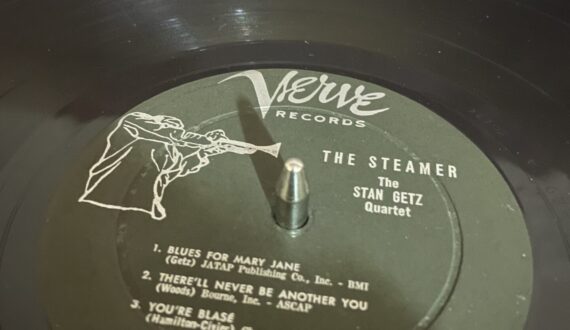 Verve
RECORDS
THE STEAMER
The
STAN GETZ
Quartet
1. BLUES FOR MARY JANE
(Getz) JATAP Publishing Co., Inc. - BMI
2. THERE'LL NEVER BE ANOTHER YOU
(Woods) Bourne, Inc. - ASCAP
3. YOU'RE BLASÉ